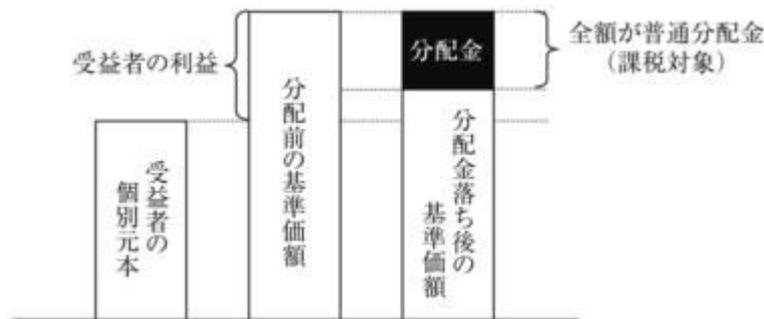 受益者の利益
受益者の
個別元本
分配前の基準価額
分配金
分配金落ち後の
基準価額
全額が普通分配金
（課税対象）